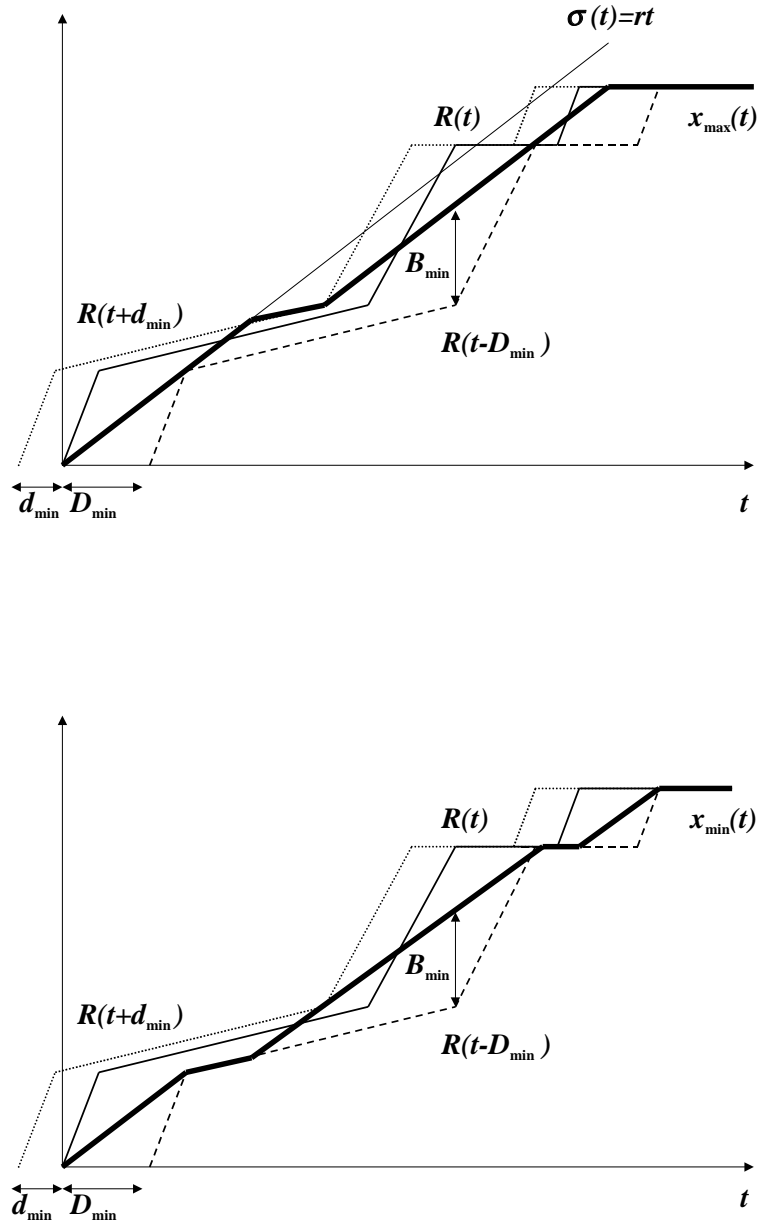 σ(t)=rt
R(t)
x_max(t)
B_min
R(t+d_min)
R(t-D_min)
d_min D_min
t
R(t)
x_min(t)
B_min
R(t+d_min)
R(t-D_min)
d_min D_min
t